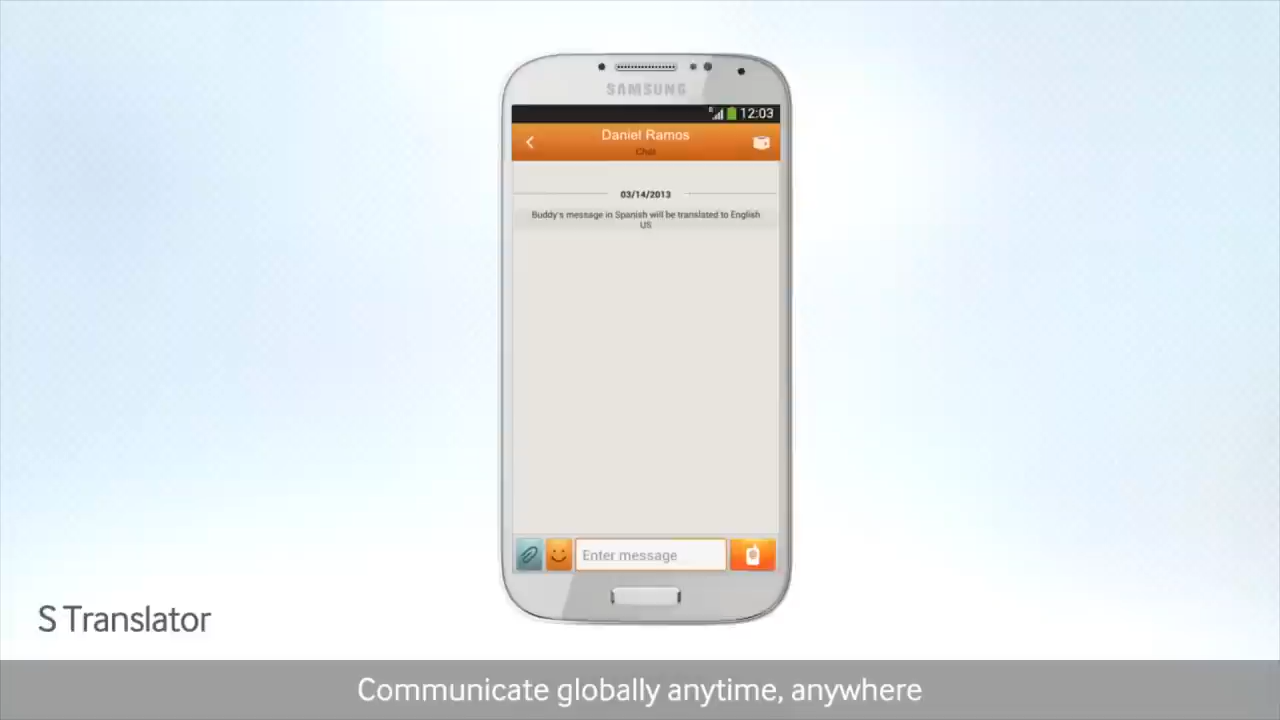 SAMSUNG
12:03
Daniel Ramos
Chat
03/14/2013
Buddy's message in Spanish will be translated to English
US
Enter message
S Translator
Communicate globally anytime, anywhere